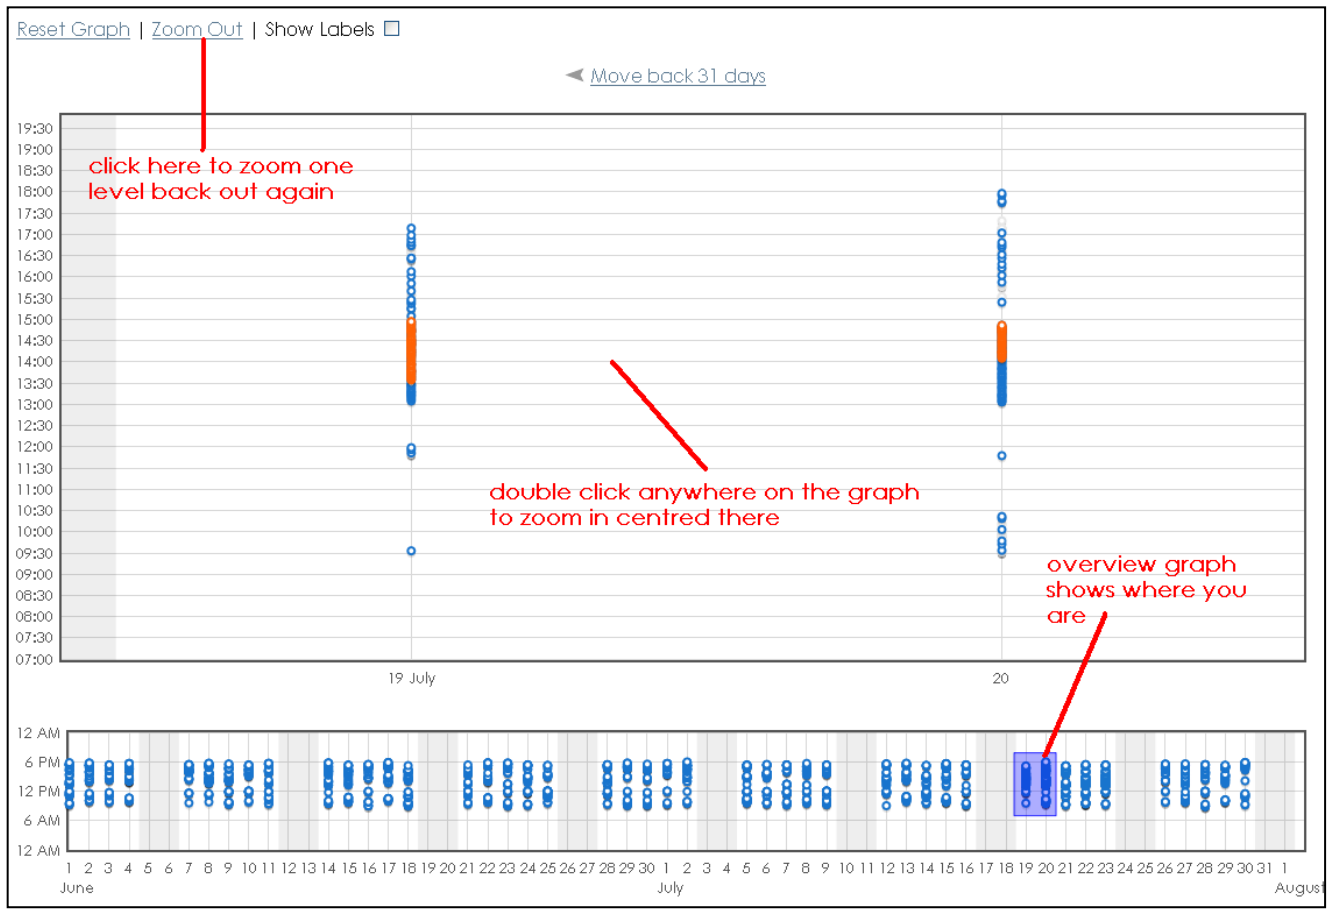 Reset Graph | Zoom Out | Show Labels
Move back 31 days
19:30
19:00
18:30
18:00
17:30
17:00
16:30
16:00
15:30
15:00
14:30
14:00
13:30
13:00
12:30
12:00
11:30
11:00
10:30
10:00
09:30
09:00
08:30
08:00
07:30
07:00
click here to zoom one
level back out again
double click anywhere on the graph
to zoom in centred there
overview graph
shows where you
are
19 July
20
12 AM
6 PM
12 PM
6 AM
12 AM
1 2 3 4 5 6 7 8 9 10 11 12 13 14 15 16 17 18 19 20 21 22 23 24 25 26 27 28 29 30 1 2 3 4 5 6 7 8 9 10 11 12 13 14 15 16 17 18 19 20 21 22 23 24 25 26 27 28 29 30 31 1
June July August